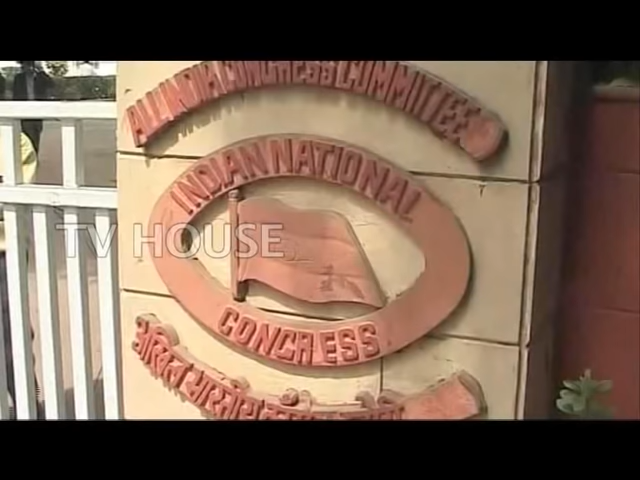 ALL INDIA CONGRESS COMMITTEE
INDIAN NATIONAL
TV HOUSE
CONGRESS
अखिल भारतीय